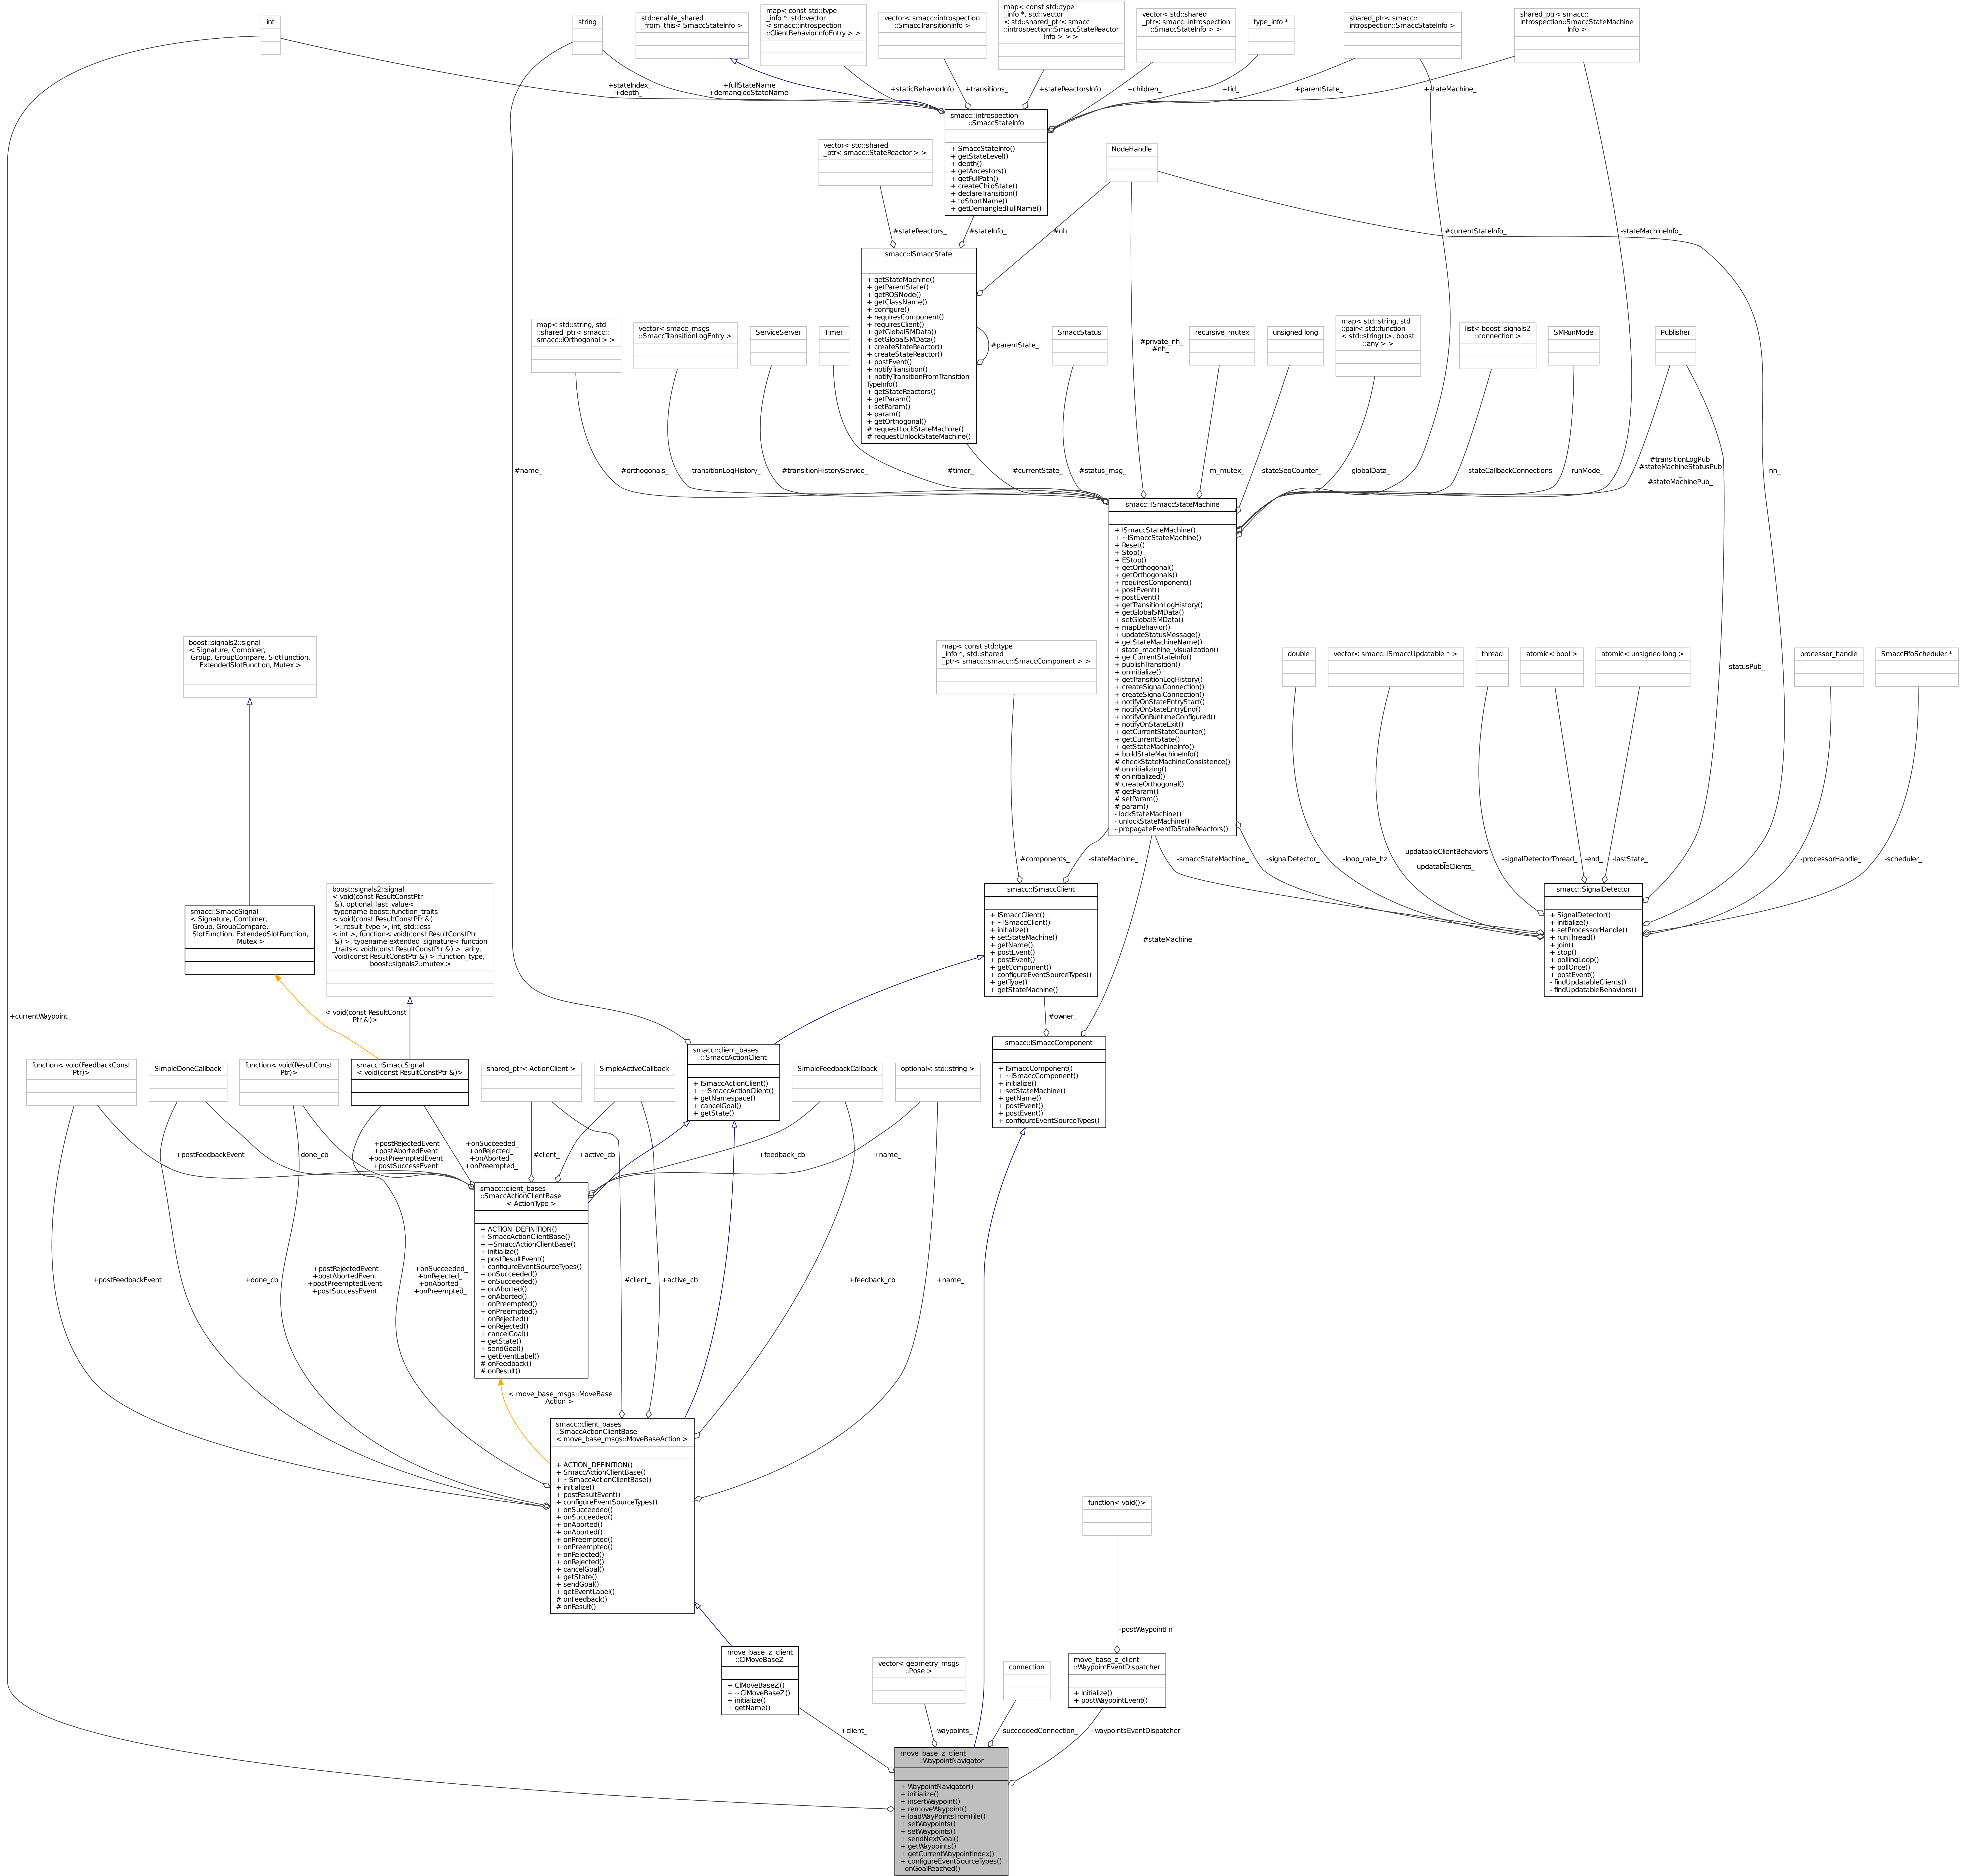 int
string
std::enable_shared
_from_this< SmaccStateInfo >
map< const std::type
_info *, std::vector
< smacc::introspection
::ClientBehaviorInfoEntry > >
vector< smacc::introspection
::SmaccTransitionInfo >
map< const std::type
_info *, std::vector
< std::shared_ptr< smacc
::introspection::SmaccStateReactor
Info > > >
vector< std::shared
_ptr< smacc::introspection
::SmaccStateInfo > >
type_info *
shared_ptr< smacc::
introspection::SmaccStateInfo >
shared_ptr< smacc::
introspection::SmaccStateMachine
Info >
+stateIndex_
+depth_
+fullStateName
+demangledStateName
+staticBehaviorInfo
+transitions_
+stateReactorsInfo
+children_
+tid_
+parentState_
+stateMachine_
smacc::introspection
::SmaccStateInfo
+ SmaccStateInfo()
+ getStateLevel()
+ depth()
+ getAncestors()
+ getFullPath()
+ createChildState()
+ declareTransition()
+ toShortName()
+ getDemangledFullName()
vector< std::shared
_ptr< smacc::StateReactor > >
NodeHandle
#stateReactors_
#stateInfo_
#nh
#currentStateInfo_
-stateMachineInfo_
smacc::ISmaccState
+ getStateMachine()
+ getParentState()
+ getROSNode()
+ getClassName()
+ configure()
+ requiresComponent()
+ requiresClient()
+ getGlobalSMData()
+ setGlobalSMData()
+ createStateReactor()
+ createStateReactor()
+ postEvent()
+ notifyTransition()
+ notifyTransitionFromTransition
TypeInfo()
+ getStateReactors()
+ getParam()
+ setParam()
+ param()
+ getOrthogonal()
# requestLockStateMachine()
# requestUnlockStateMachine()
#parentState_
map< std::string, std
::shared_ptr< smacc::
smacc::IOrthogonal > >
vector< smacc_msgs
::SmaccTransitionLogEntry >
ServiceServer
Timer
SmaccStatus
#private_nh_
#nh_
recursive_mutex
unsigned long
map< std::string, std
::pair< std::function
< std::string()>, boost
::any > >
list< boost::signals2
::connection >
SMRunMode
Publisher
#name_
#orthogonals_
-transitionLogHistory_
#transitionHistoryService_
#timer_
#currentState_
#status_msg_
-m_mutex_
-stateSeqCounter_
-globalData_
-stateCallbackConnections
-runMode_
#transitionLogPub_
#stateMachineStatusPub
_
#stateMachinePub_
-nh_
smacc::ISmaccStateMachine
+ ISmaccStateMachine()
+ ~ISmaccStateMachine()
+ Reset()
+ Stop()
+ EStop()
+ getOrthogonal()
+ getOrthogonals()
+ requiresComponent()
+ postEvent()
+ postEvent()
+ getTransitionLogHistory()
+ getGlobalSMData()
+ setGlobalSMData()
+ mapBehavior()
+ updateStatusMessage()
+ getStateMachineName()
+ state_machine_visualization()
+ getCurrentStateInfo()
+ publishTransition()
+ onInitialize()
+ getTransitionLogHistory()
+ createSignalConnection()
+ createSignalConnection()
+ notifyOnStateEntryStart()
+ notifyOnStateEntryEnd()
+ notifyOnRuntimeConfigured()
+ notifyOnStateExit()
+ getCurrentStateCounter()
+ getCurrentState()
+ getStateMachineInfo()
+ buildStateMachineInfo()
# checkStateMachineConsistence()
# onInitializing()
# onInitialized()
# createOrthogonal()
# getParam()
# setParam()
# param()
- lockStateMachine()
- unlockStateMachine()
- propagateEventToStateReactors()
boost::signals2::signal
< Signature, Combiner,
Group, GroupCompare, SlotFunction,
ExtendedSlotFunction, Mutex >
map< const std::type
_info *, std::shared
_ptr< smacc::smacc::ISmaccComponent > >
double
vector< smacc::ISmaccUpdatable * >
thread
atomic< bool >
atomic< unsigned long >
-statusPub_
processor_handle
SmaccFifoScheduler *
#components_
-stateMachine_
-smaccStateMachine_
-signalDetector_
-loop_rate_hz
-updatableClientBehaviors
_
-updatableClients_
-signalDetectorThread_
-end_
-lastState_
-processorHandle_
-scheduler_
smacc::SmaccSignal
< Signature, Combiner,
Group, GroupCompare,
SlotFunction, ExtendedSlotFunction,
Mutex >
boost::signals2::signal
< void(const ResultConstPtr
&), optional_last_value<
typename boost::function_traits
< void(const ResultConstPtr &)
>::result_type >, int, std::less
< int >, function< void(const ResultConstPtr
&) >, typename extended_signature< function
_traits< void(const ResultConstPtr &) >::arity,
void(const ResultConstPtr &) >::function_type,
boost::signals2::mutex >
smacc::ISmaccClient
+ ISmaccClient()
+ ~ISmaccClient()
+ initialize()
+ setStateMachine()
+ getName()
+ postEvent()
+ postEvent()
+ getComponent()
+ configureEventSourceTypes()
+ getType()
+ getStateMachine()
#stateMachine_
smacc::SignalDetector
+ SignalDetector()
+ initialize()
+ setProcessorHandle()
+ runThread()
+ join()
+ stop()
+ pollingLoop()
+ pollOnce()
+ postEvent()
- findUpdatableClients()
- findUpdatableBehaviors()
+currentWaypoint_
< void(const ResultConst
Ptr &)>
#owner_
function< void(FeedbackConst
Ptr)>
SimpleDoneCallback
function< void(ResultConst
Ptr)>
smacc::SmaccSignal
< void(const ResultConstPtr &)>
shared_ptr< ActionClient >
SimpleActiveCallback
smacc::client_bases
::ISmaccActionClient
+ ISmaccActionClient()
+ ~ISmaccActionClient()
+ getNamespace()
+ cancelGoal()
+ getState()
SimpleFeedbackCallback
optional< std::string >
smacc::ISmaccComponent
+ ISmaccComponent()
+ ~ISmaccComponent()
+ initialize()
+ setStateMachine()
+ getName()
+ postEvent()
+ postEvent()
+ configureEventSourceTypes()
+postFeedbackEvent
+done_cb
+postRejectedEvent
+postAbortedEvent
+postPreemptedEvent
+postSuccessEvent
+onSucceeded_
+onRejected_
+onAborted_
+onPreempted_
#client_
+active_cb
+feedback_cb
+name_
smacc::client_bases
::SmaccActionClientBase
< ActionType >
+ ACTION_DEFINITION()
+ SmaccActionClientBase()
+ ~SmaccActionClientBase()
+ initialize()
+ postResultEvent()
+ configureEventSourceTypes()
+ onSucceeded()
+ onSucceeded()
+ onAborted()
+ onAborted()
+ onPreempted()
+ onPreempted()
+ onRejected()
+ onRejected()
+ cancelGoal()
+ getState()
+ sendGoal()
+ getEventLabel()
# onFeedback()
# onResult()
+postFeedbackEvent
+done_cb
+postRejectedEvent
+postAbortedEvent
+postPreemptedEvent
+postSuccessEvent
+onSucceeded_
+onRejected_
+onAborted_
+onPreempted_
#client_
+active_cb
+feedback_cb
+name_
< move_base_msgs::MoveBase
Action >
smacc::client_bases
::SmaccActionClientBase
< move_base_msgs::MoveBaseAction >
+ ACTION_DEFINITION()
+ SmaccActionClientBase()
+ ~SmaccActionClientBase()
+ initialize()
+ postResultEvent()
+ configureEventSourceTypes()
+ onSucceeded()
+ onSucceeded()
+ onAborted()
+ onAborted()
+ onPreempted()
+ onPreempted()
+ onRejected()
+ onRejected()
+ cancelGoal()
+ getState()
+ sendGoal()
+ getEventLabel()
# onFeedback()
# onResult()
function< void()>
-postWaypointFn
move_base_z_client
::ClMoveBaseZ
+ ClMoveBaseZ()
+ ~ClMoveBaseZ()
+ initialize()
+ getName()
vector< geometry_msgs
::Pose >
connection
move_base_z_client
::WaypointEventDispatcher
+ initialize()
+ postWaypointEvent()
+client_
-waypoints_
-succeddedConnection_
+waypointsEventDispatcher
move_base_z_client
::WaypointNavigator
+ WaypointNavigator()
+ initialize()
+ insertWaypoint()
+ removeWaypoint()
+ loadWayPointsFromFile()
+ setWaypoints()
+ setWaypoints()
+ sendNextGoal()
+ getWaypoints()
+ getCurrentWaypointIndex()
+ configureEventSourceTypes()
- onGoalReached()